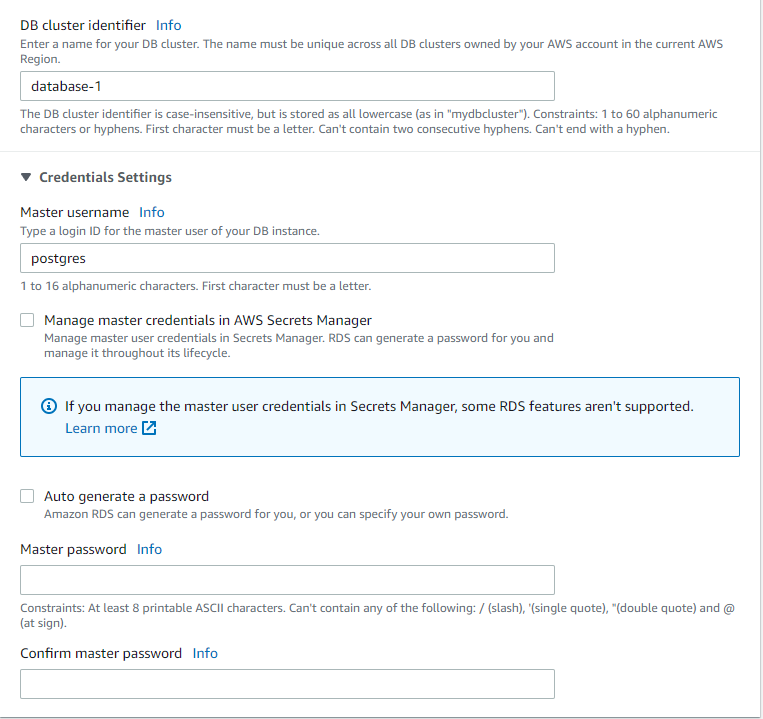 DB cluster identifier Info
Enter a name for your DB cluster. The name must be unique across all DB clusters owned by your AWS account in the current AWS
Region.
database-1
The DB cluster identifier is case-insensitive, but is stored as all lowercase (as in "mydbcluster"). Constraints: 1 to 60 alphanumeric
characters or hyphens. First character must be a letter. Can't contain two consecutive hyphens. Can't end with a hyphen.
Credentials Settings
Master username Info
Type a login ID for the master user of your DB instance.
postgres
1 to 16 alphanumeric characters. First character must be a letter.
Manage master credentials in AWS Secrets Manager
Manage master user credentials in Secrets Manager. RDS can generate a password for you and
manage it throughout its lifecycle.
If you manage the master user credentials in Secrets Manager, some RDS features aren't supported.
Learn more
Auto generate a password
Amazon RDS can generate a password for you, or you can specify your own password.
Master password Info
Constraints: At least 8 printable ASCII characters. Can't contain any of the following: / (slash), '(single quote), "(double quote) and @
(at sign).
Confirm master password Info